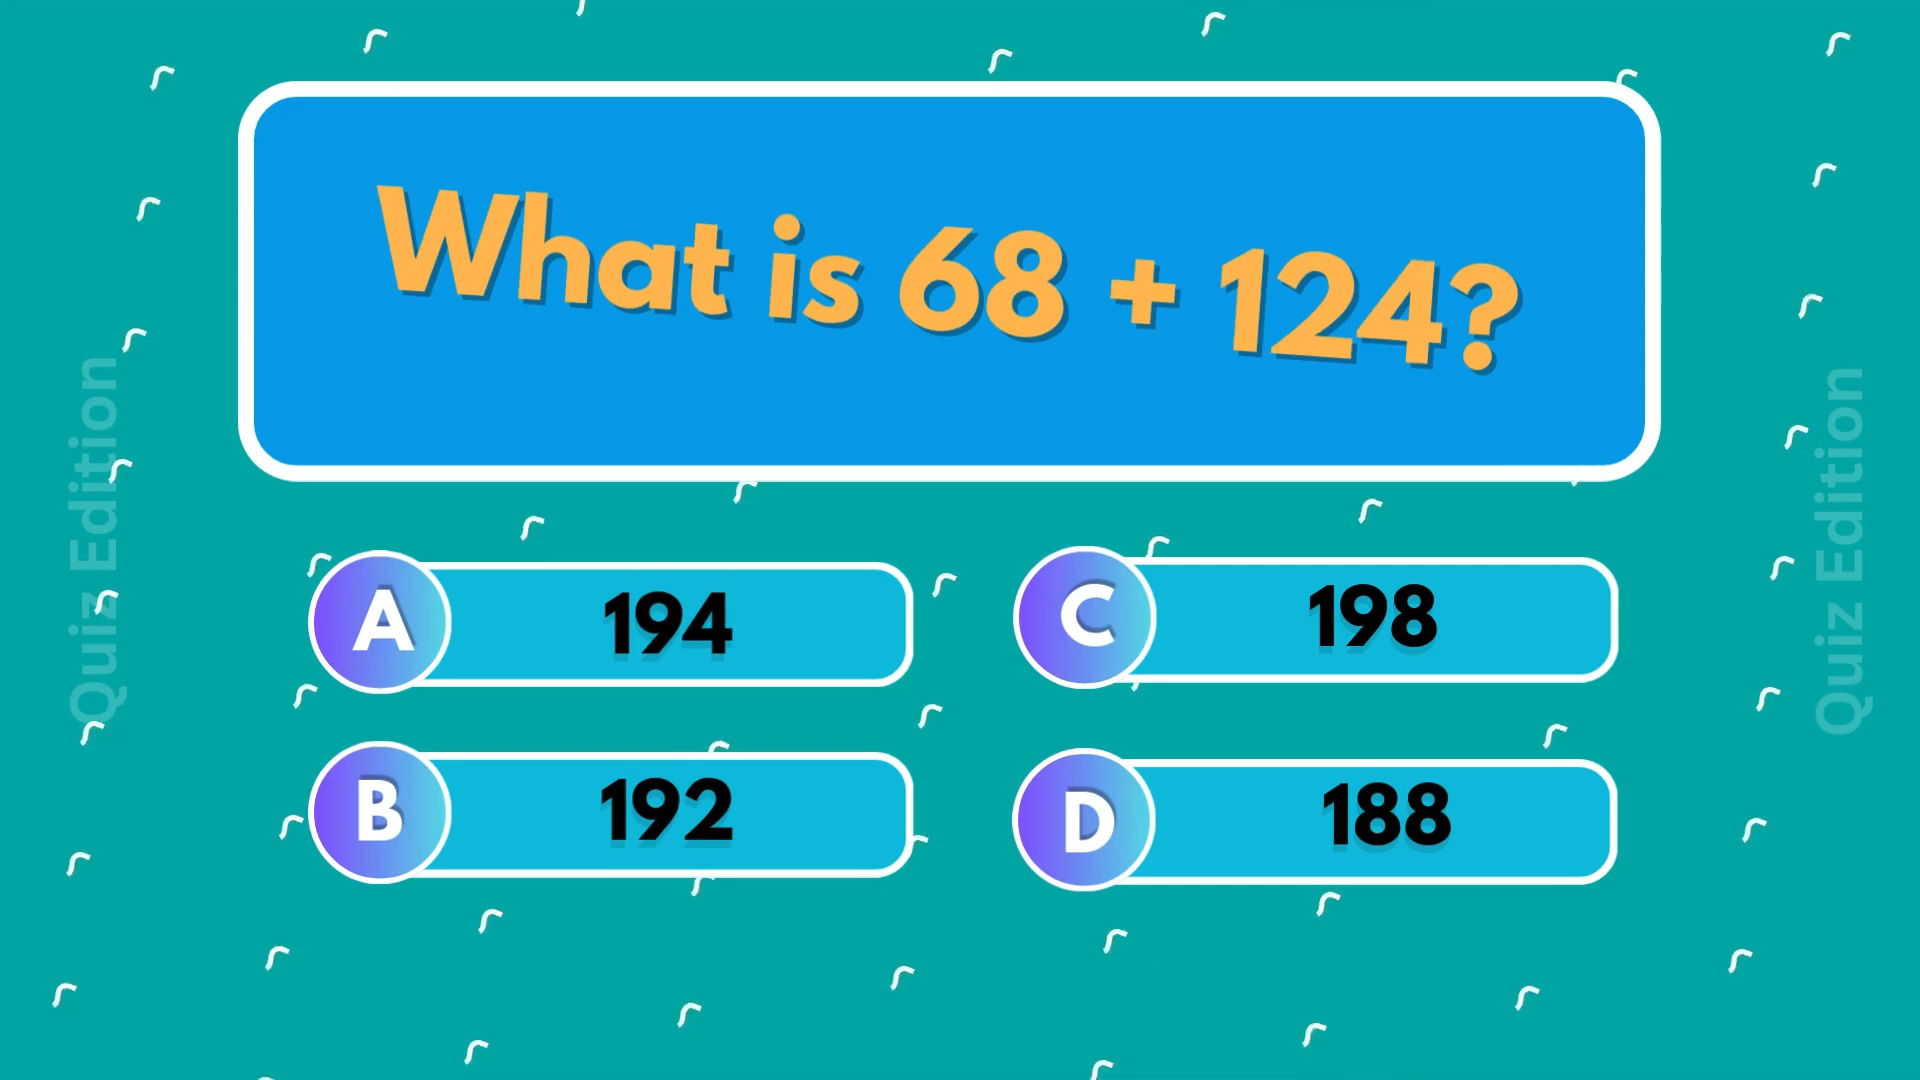 What is 68 + 124?
A 194
C 198
B 192
D 188
Quiz Edition
Quiz Edition